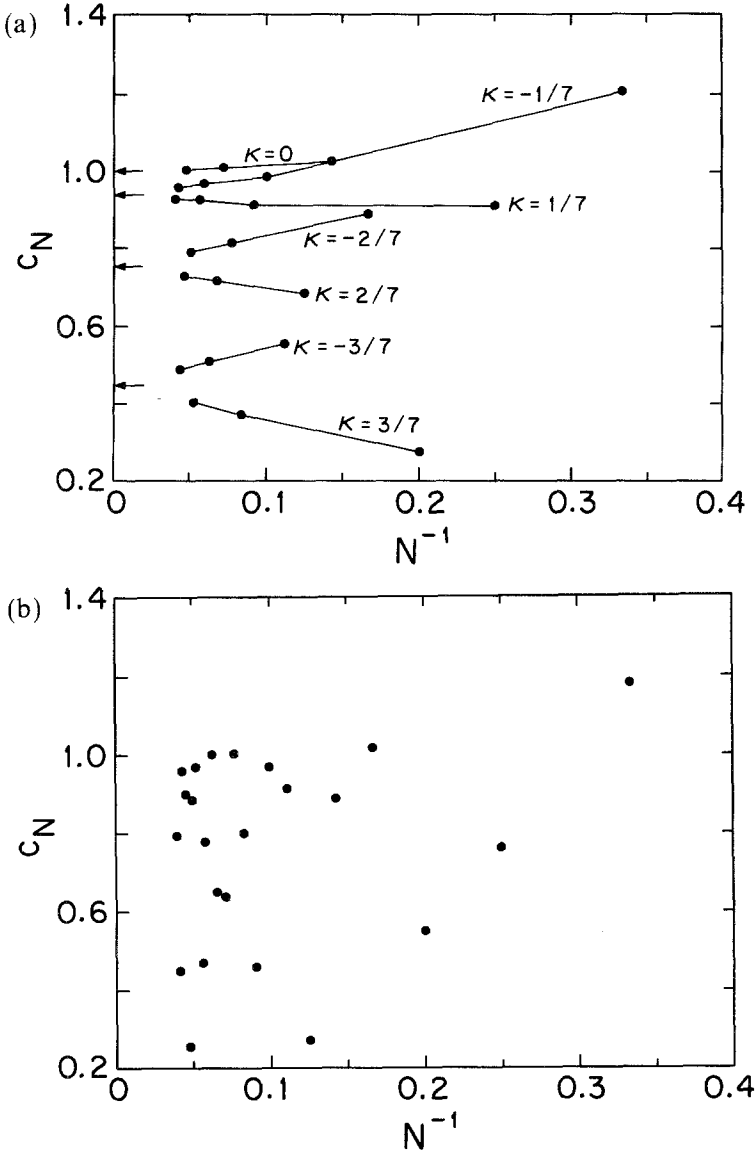 (a)
1.4
1.0
0.6
0.2
c_N
K = -1/7
K = 0
K = 1/7
K = -2/7
K = 2/7
K = -3/7
K = 3/7
0 0.1 0.2 0.3 0.4
N⁻¹
(b)
1.4
1.0
0.6
0.2
c_N
0 0.1 0.2 0.3 0.4
N⁻¹